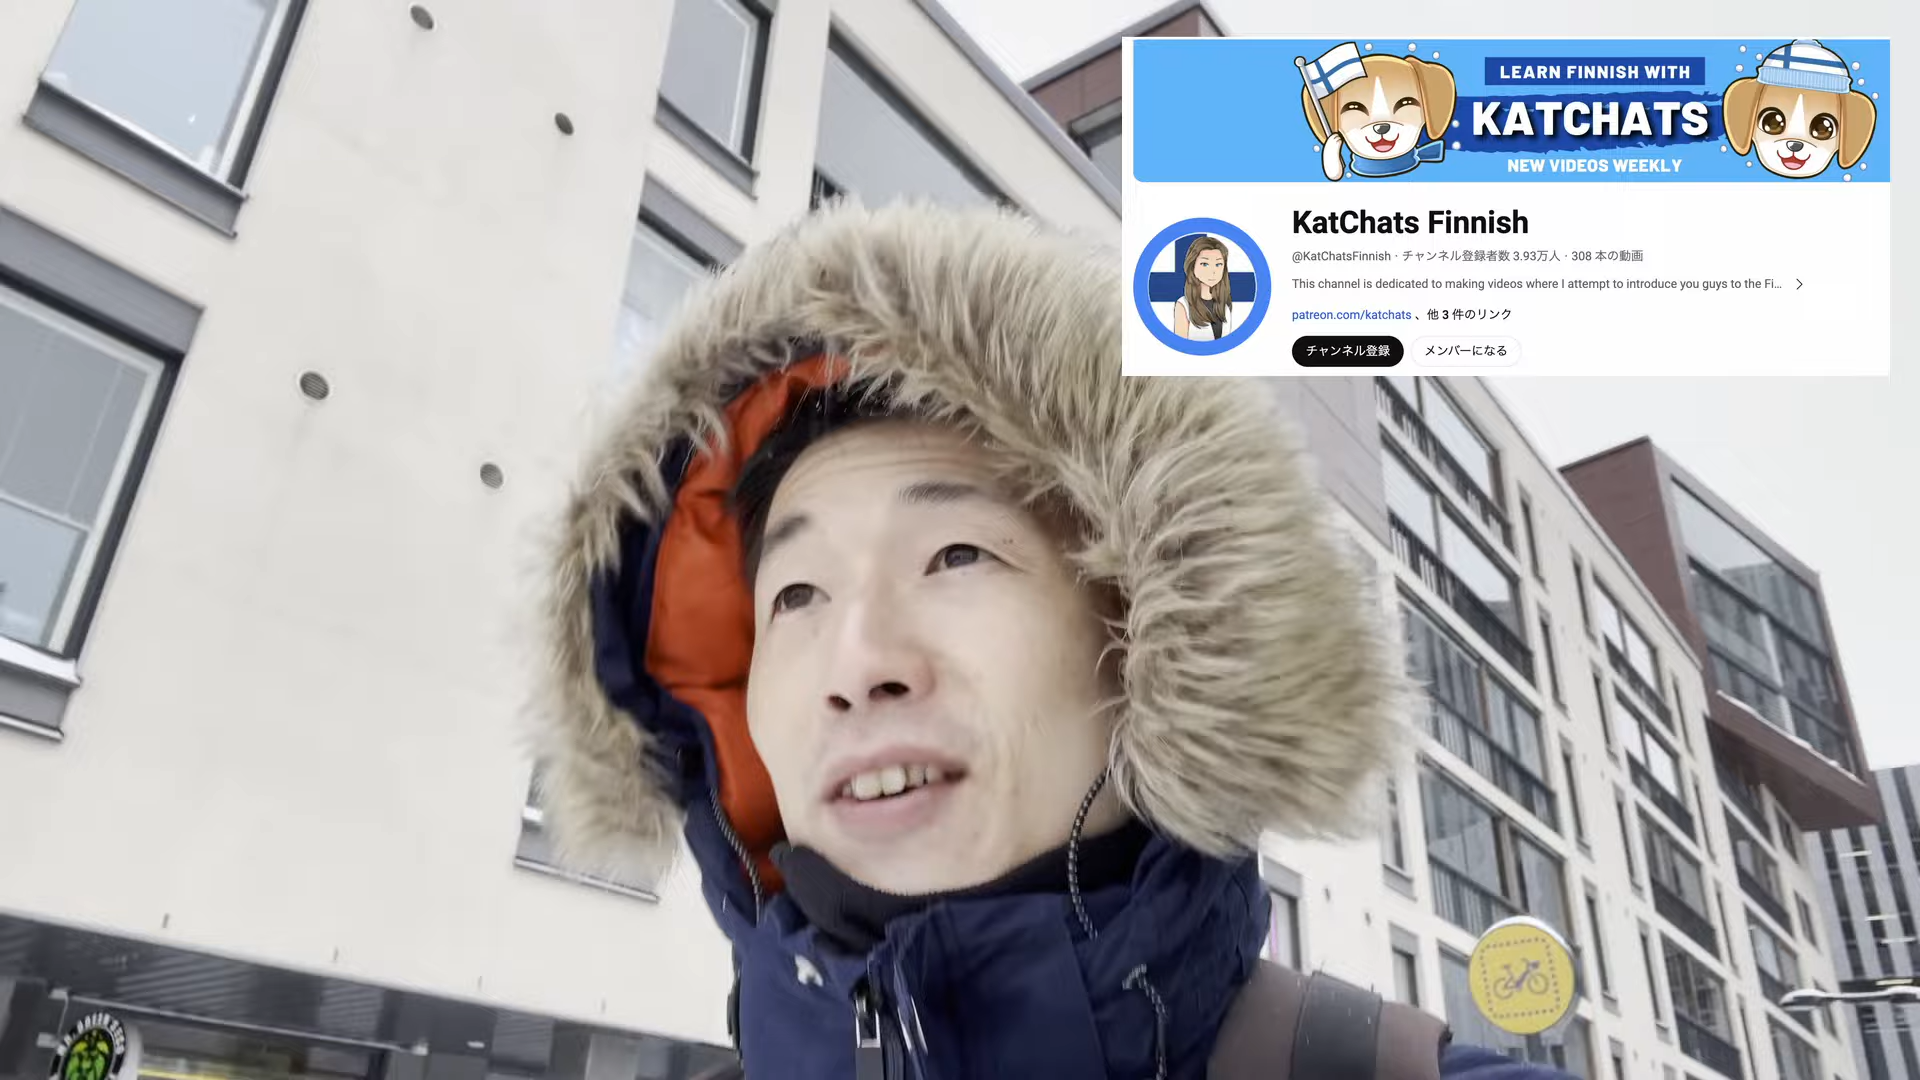 LEARN FINNISH WITH
KATCHATS
NEW VIDEOS WEEKLY
KatChats Finnish
@KatChatsFinnish · チャンネル登録者数 3.93万人 · 308 本の動画
This channel is dedicated to making videos where I attempt to introduce you guys to the Fi...
patreon.com/katchats 、他 3 件のリンク
チャンネル登録
メンバーになる